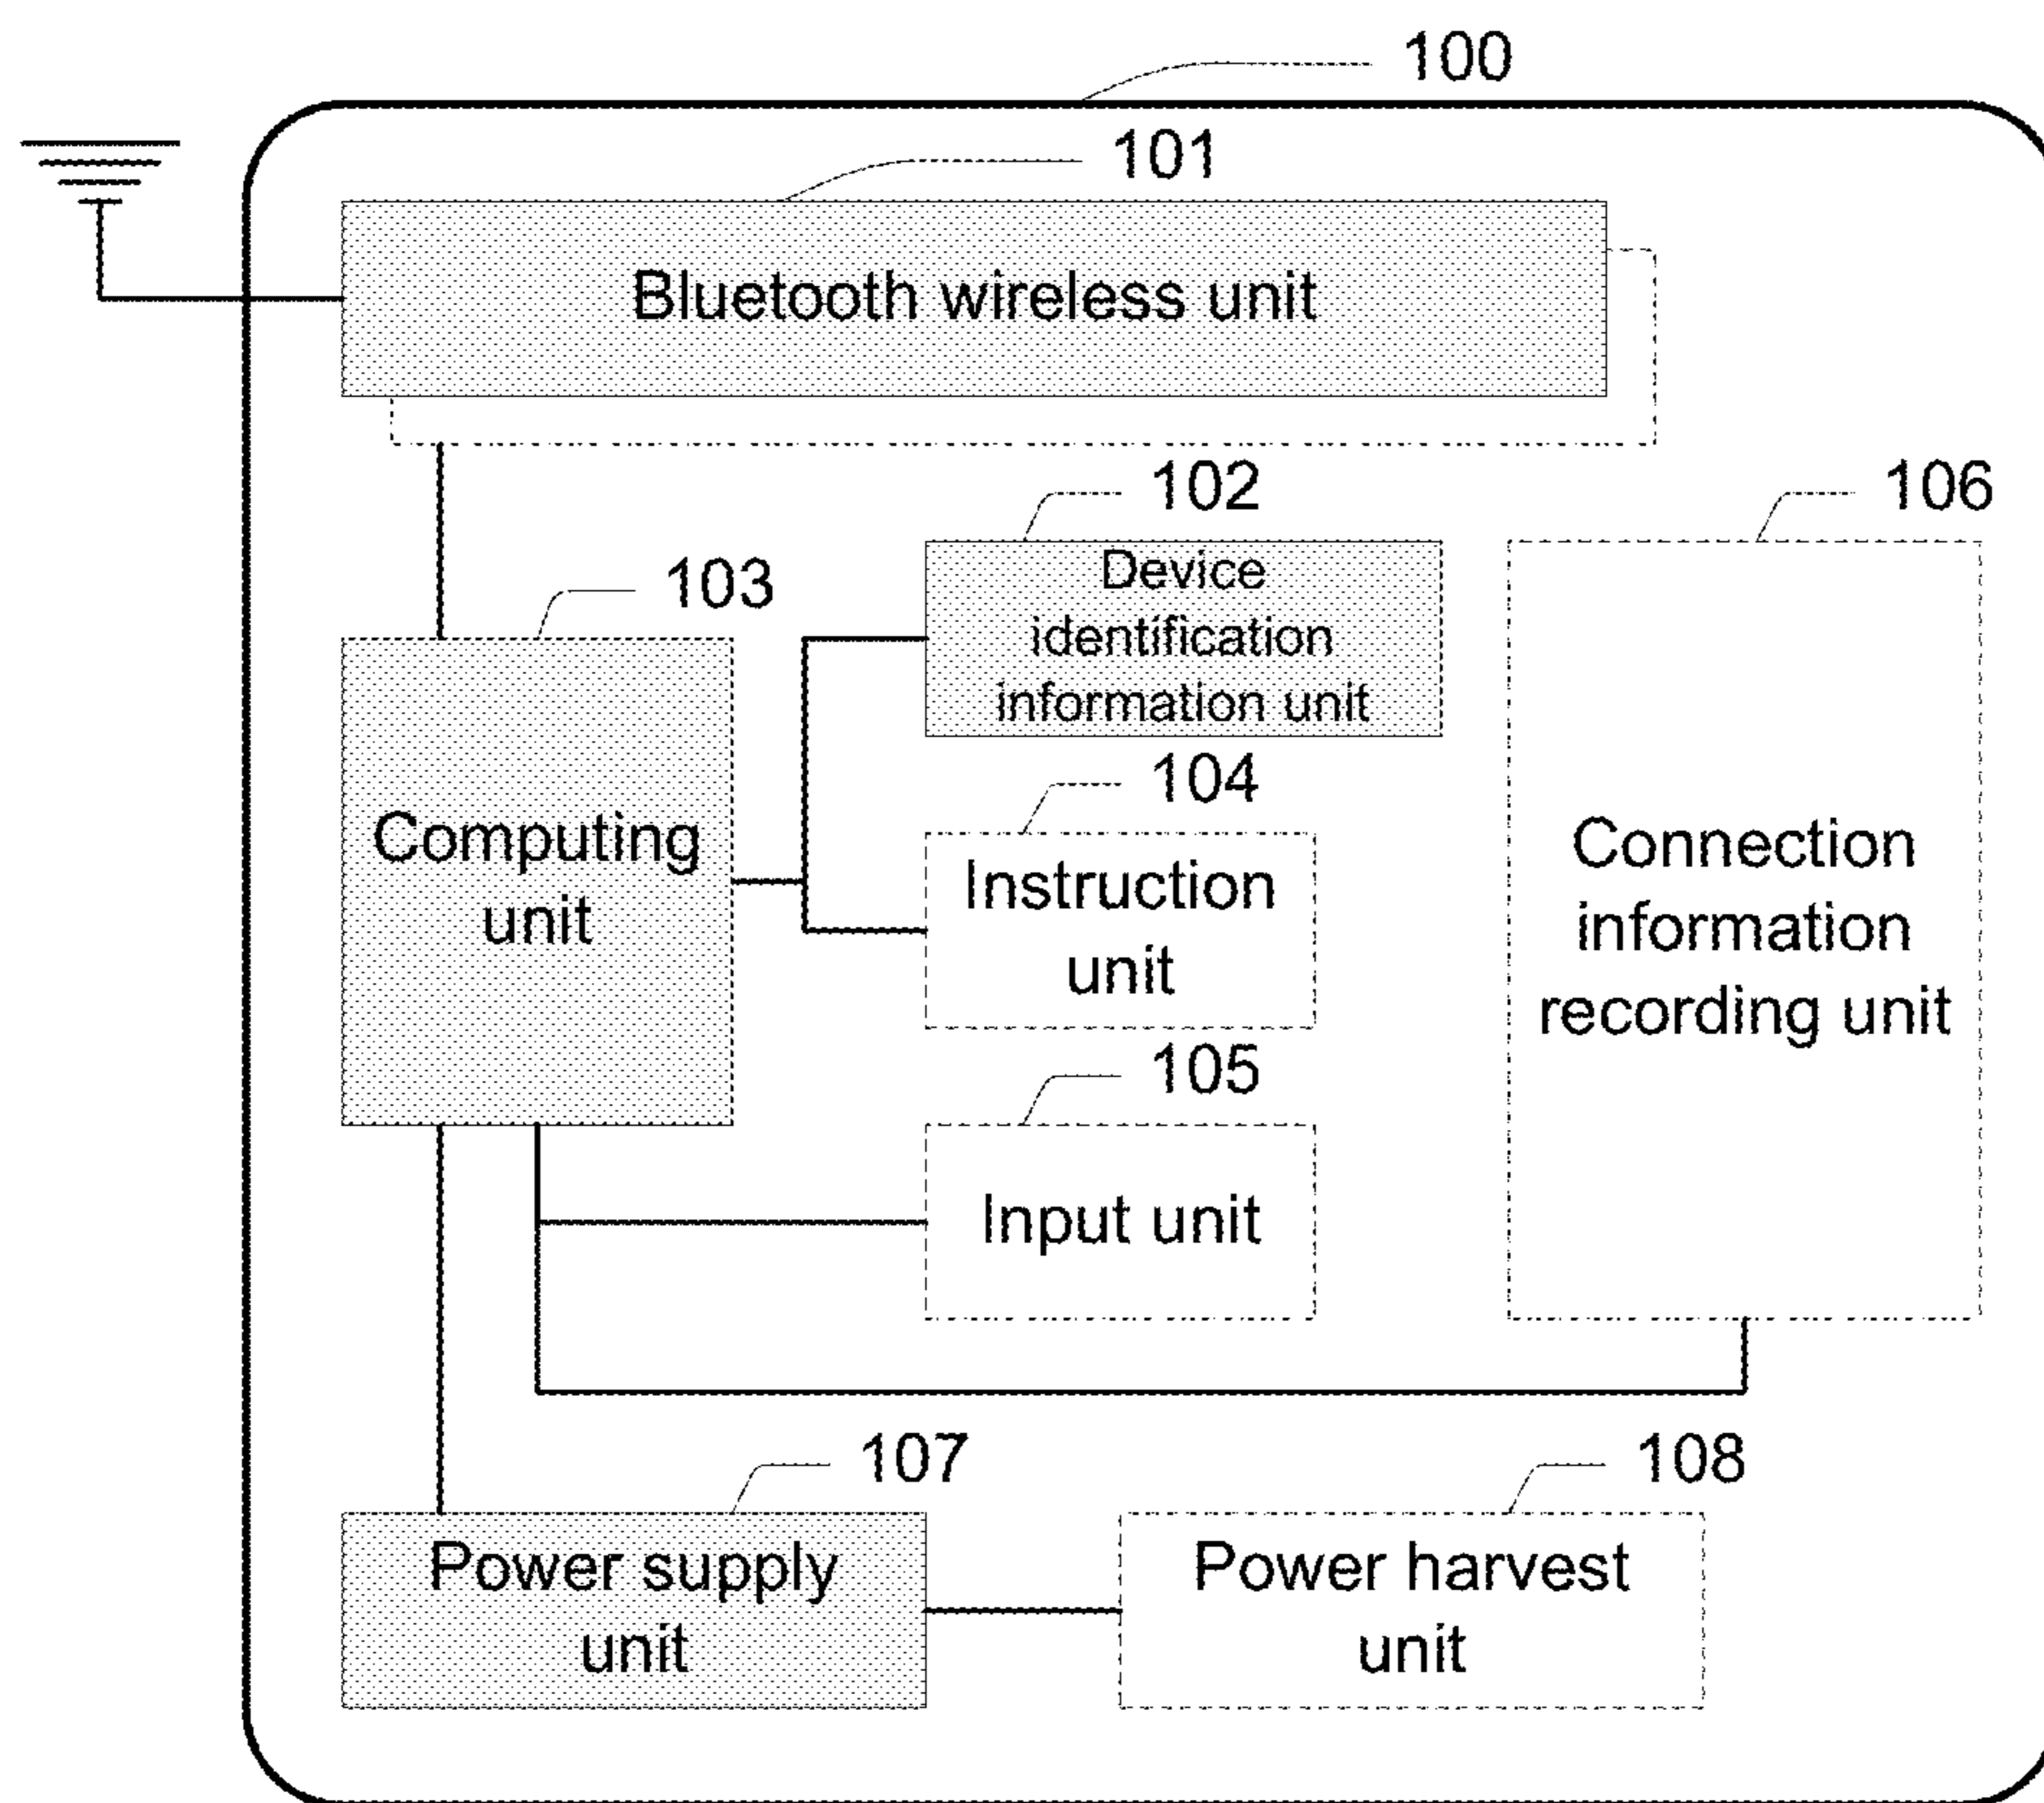 100
101
Bluetooth wireless unit
102
106
103
Device
identification
information unit
104
Computing
unit
Instruction
unit
Connection
information
recording unit
105
Input unit
107
108
Power supply
unit
Power harvest
unit